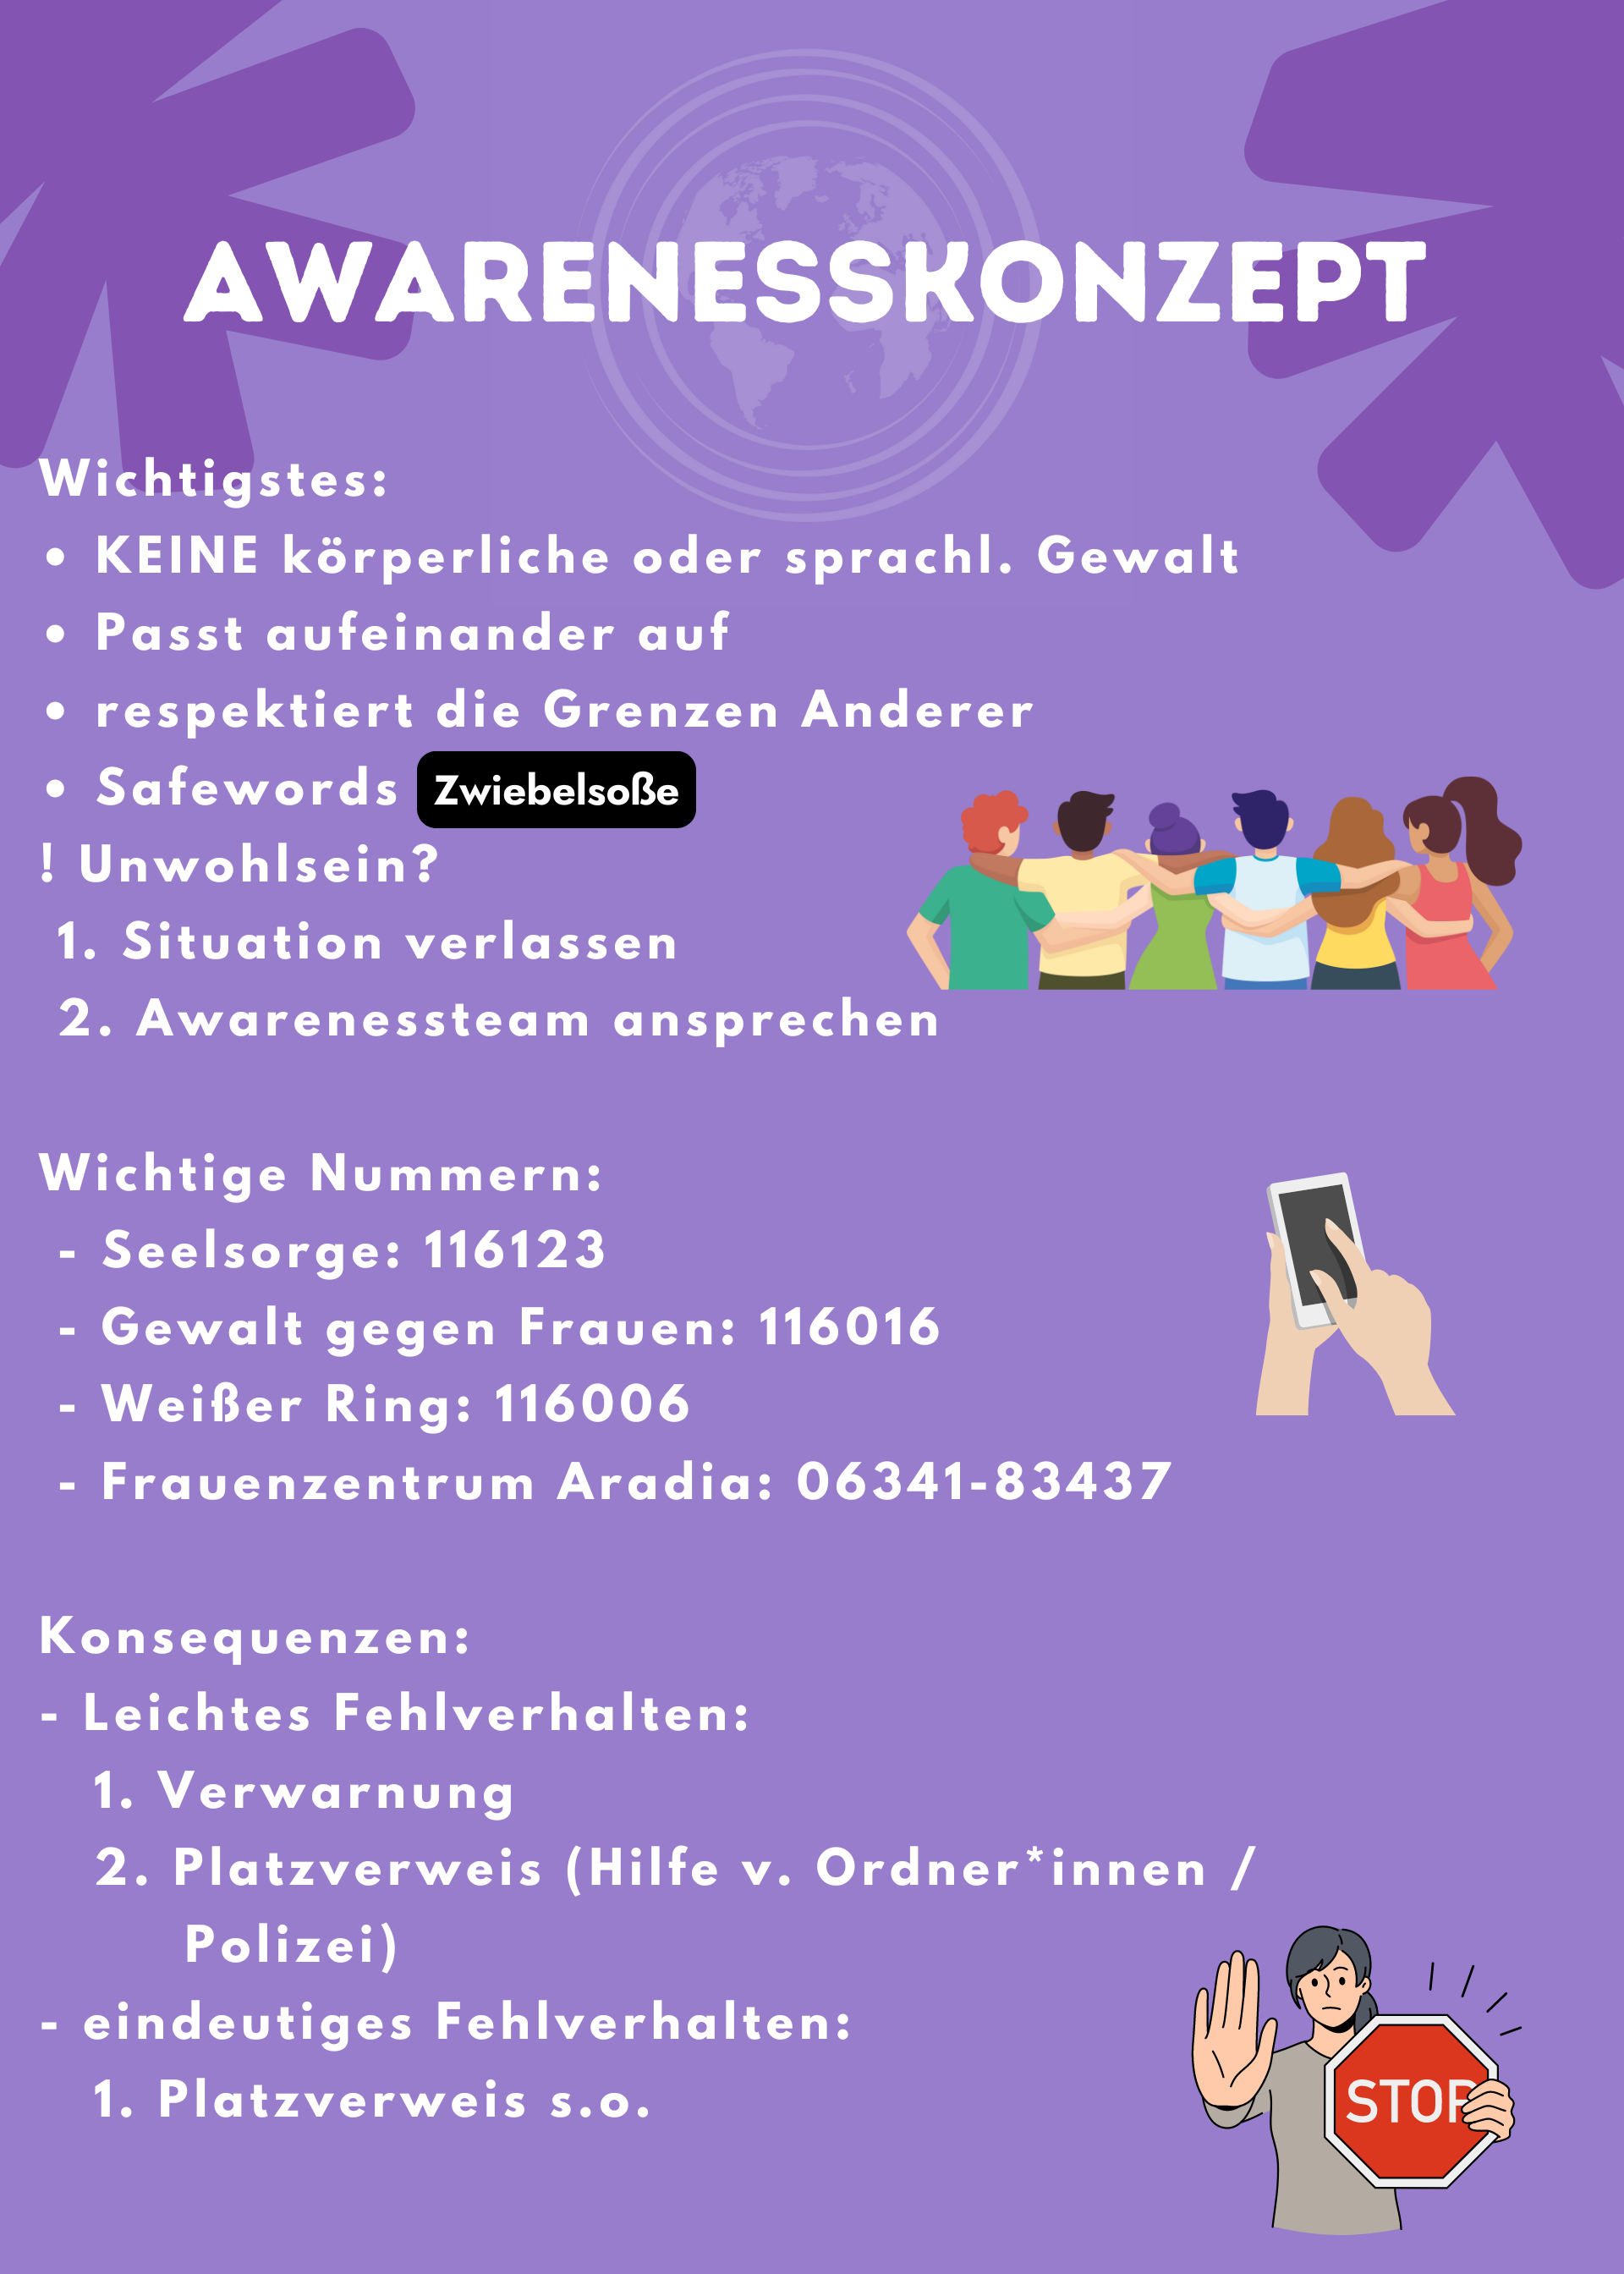 AWARENESSKONZEPT
Wichtigstes:
• KEINE körperliche oder sprachl. Gewalt
• Passt aufeinander auf
• respektiert die Grenzen Anderer
• Safewords Zwiebelsoße
! Unwohlsein?
1. Situation verlassen
2. Awarenessteam ansprechen
Wichtige Nummern:
- Seelsorge: 116123
- Gewalt gegen Frauen: 116016
- Weißer Ring: 116006
- Frauenzentrum Aradia: 06341-83437
Konsequenzen:
- Leichtes Fehlverhalten:
1. Verwarnung
2. Platzverweis (Hilfe v. Ordner*innen /
Polizei)
- eindeutiges Fehlverhalten:
1. Platzverweis s.o.
STOP